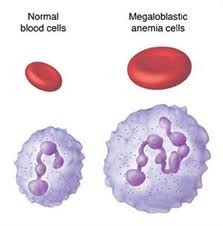 Normal
blood cells
Megaloblastic
anemia cells